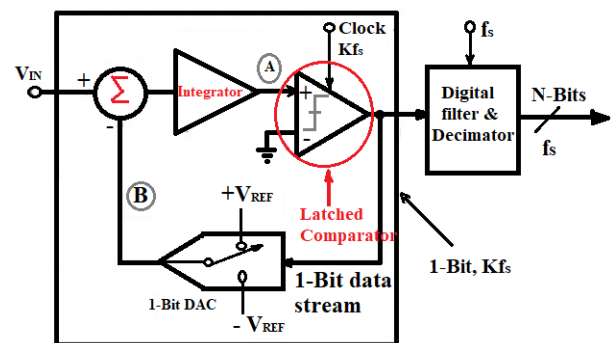 Clock
Kfs
fs
A
VIN
+
Σ
-
Integrator
+
-
Digital
filter &
Decimator
N-Bits
fs
B
+VREF
Latched
Comparator
1-Bit DAC
1-Bit data
stream
- VREF
1-Bit, Kfs